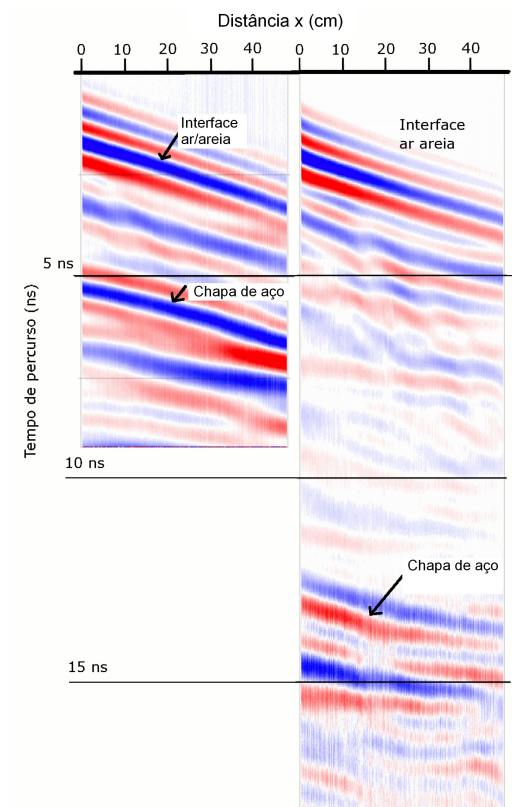 Distância x (cm)
0 10 20 30 40 0 10 20 30 40
Interface
ar/areia
Interface
ar areia
5 ns
Chapa de aço
Tempo de percurso (ns)
10 ns
Chapa de aço
15 ns